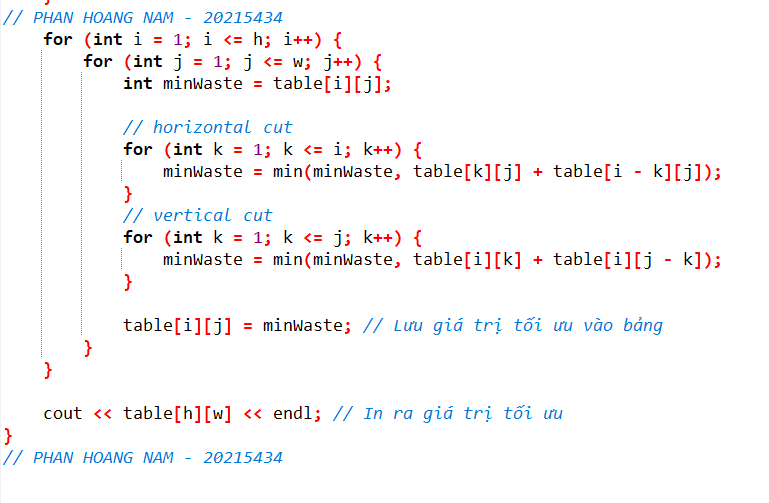 }
// PHAN HOANG NAM - 20215434
    for (int i = 1; i <= h; i++) {
        for (int j = 1; j <= w; j++) {
            int minWaste = table[i][j];

            // horizontal cut
            for (int k = 1; k <= i; k++) {
                minWaste = min(minWaste, table[k][j] + table[i - k][j]);
            }
            // vertical cut
            for (int k = 1; k <= j; k++) {
                minWaste = min(minWaste, table[i][k] + table[i][j - k]);
            }

            table[i][j] = minWaste; // Lưu giá trị tối ưu vào bảng
        }
    }

    cout << table[h][w] << endl; // In ra giá trị tối ưu
}
// PHAN HOANG NAM - 20215434